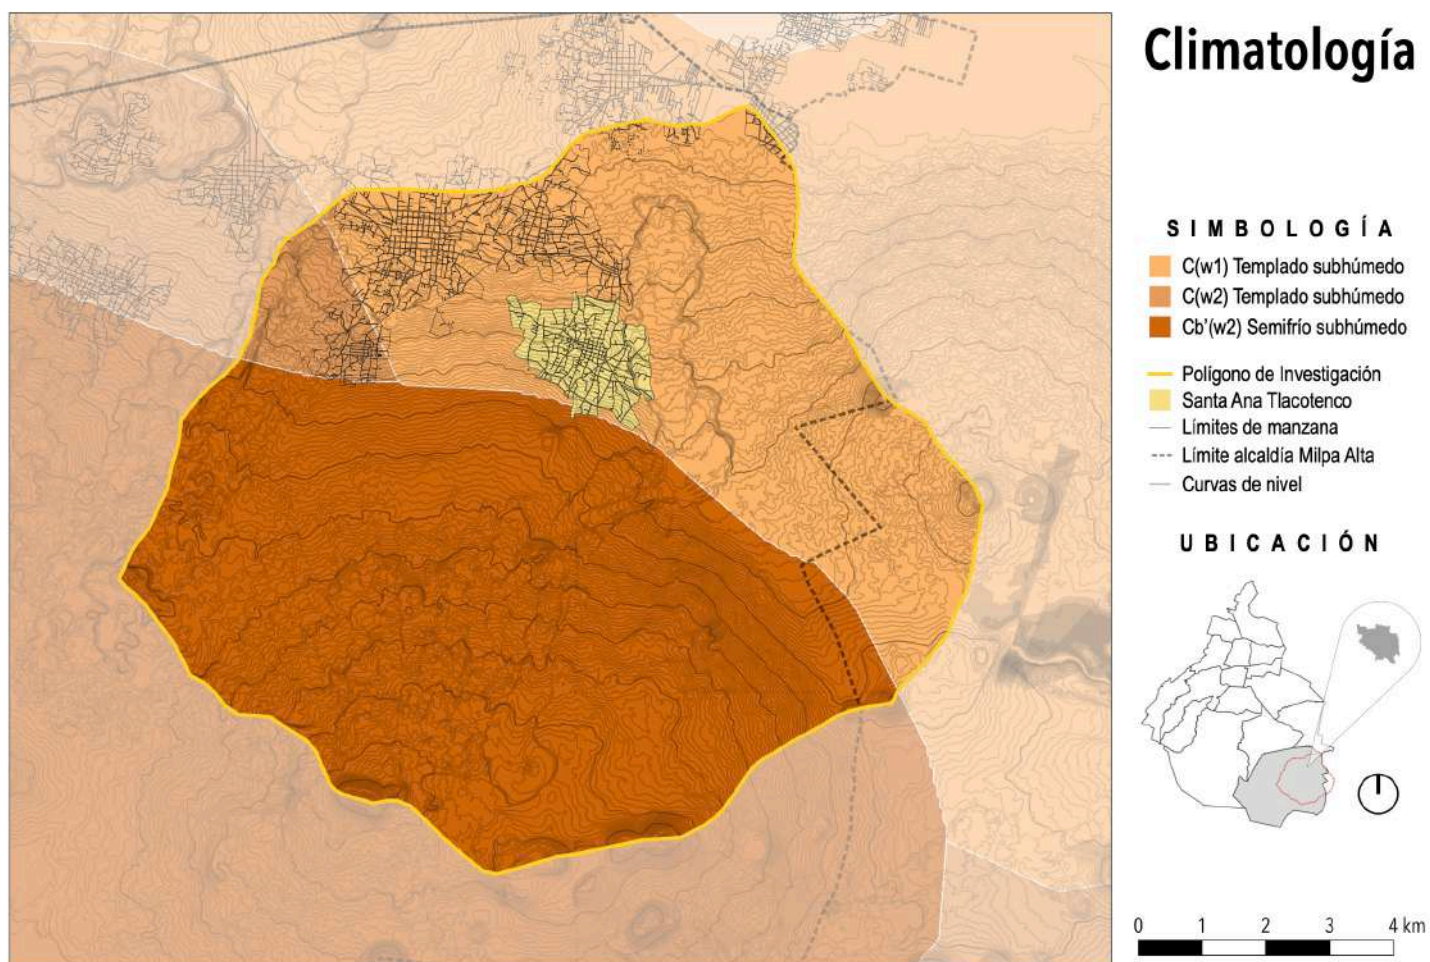 Climatología
SIMBOLOGÍA
C(w1) Templado subhúmedo
C(w2) Templado subhúmedo
Cb'(w2) Semifrío subhúmedo
Polígono de Investigación
Santa Ana Tlacotenco
Límites de manzana
Límite alcaldía Milpa Alta
Curvas de nivel
UBICACIÓN
0 1 2 3 4 km